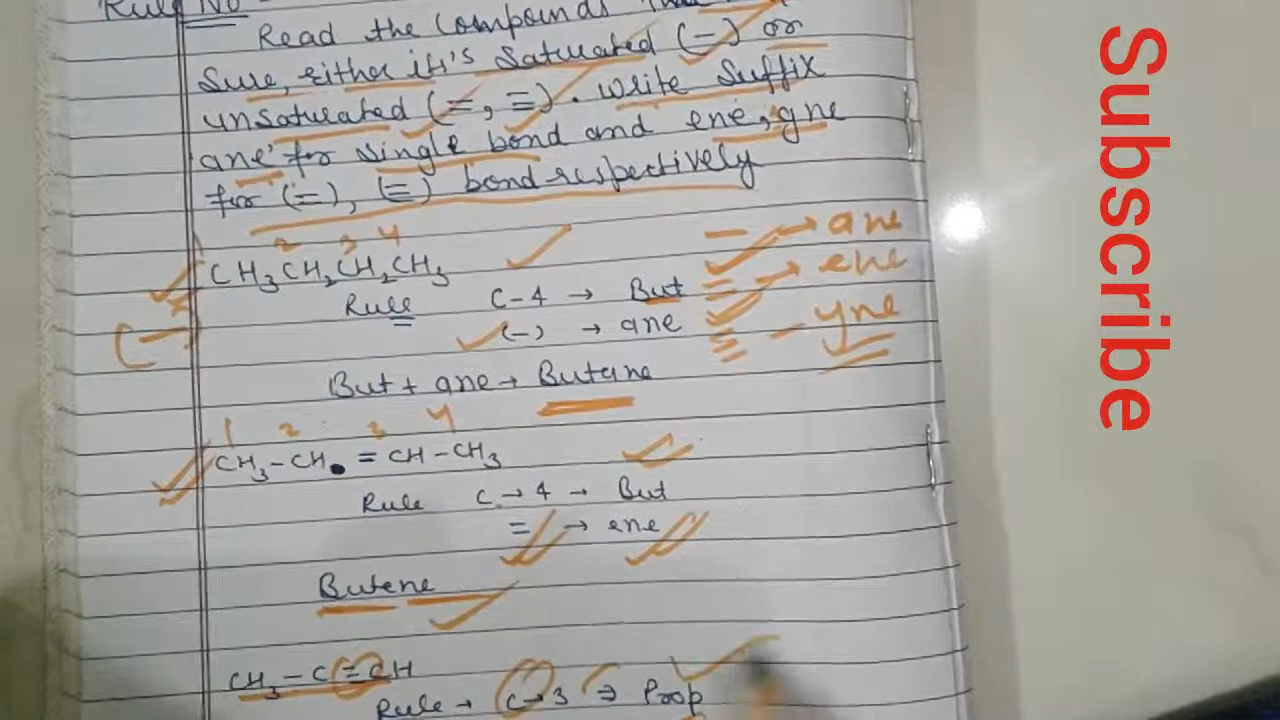 Rule No
Read the Compounds
Sure, either it's Saturated (-) or
unsaturated (=, ≡). write suffix
ane for single bond and ene, yne
for (=), (≡) bond respectively
1 2 3 4
CH3CH2CH2CH3
Rule C-4 → But
(-) → ane
But + ane → Butane
- → ane
= → ene
≡ - yne
1 2 3 4
CH3-CH = CH-CH3
Rule C → 4 → But
= → ene
Butene
CH3 - C≡CH
Rule → C→3 ⇒ Prop
Subscribe